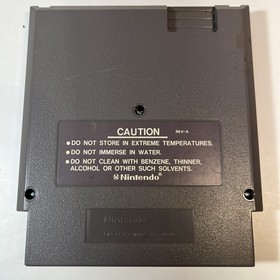 CAUTION
REV-A
• DO NOT STORE IN EXTREME TEMPERATURES.
• DO NOT IMMERSE IN WATER.
• DO NOT CLEAN WITH BENZENE, THINNER,
ALCOHOL OR OTHER SUCH SOLVENTS.
Nintendo
Nintendo